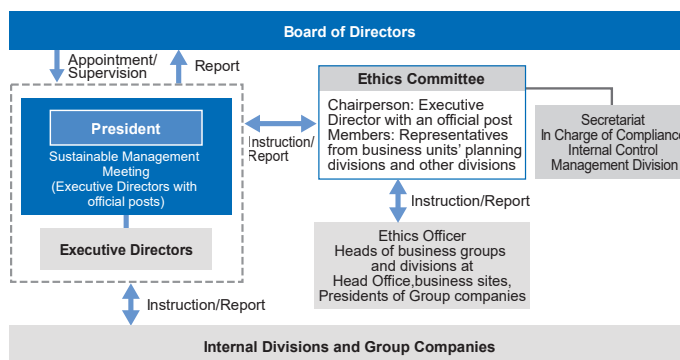 Board of Directors
Appointment/
Supervision
Report
President
Sustainable Management
Meeting
(Executive Directors with
official posts)
Executive Directors
Instruction/
Report
Ethics Committee
Chairperson: Executive
Director with an official post
Members: Representatives
from business units’ planning
divisions and other divisions
Secretariat
In Charge of Compliance
Internal Control
Management Division
Instruction/Report
Ethics Officer
Heads of business groups
and divisions at
Head Office,business sites,
Presidents of Group companies
Instruction/Report
Internal Divisions and Group Companies